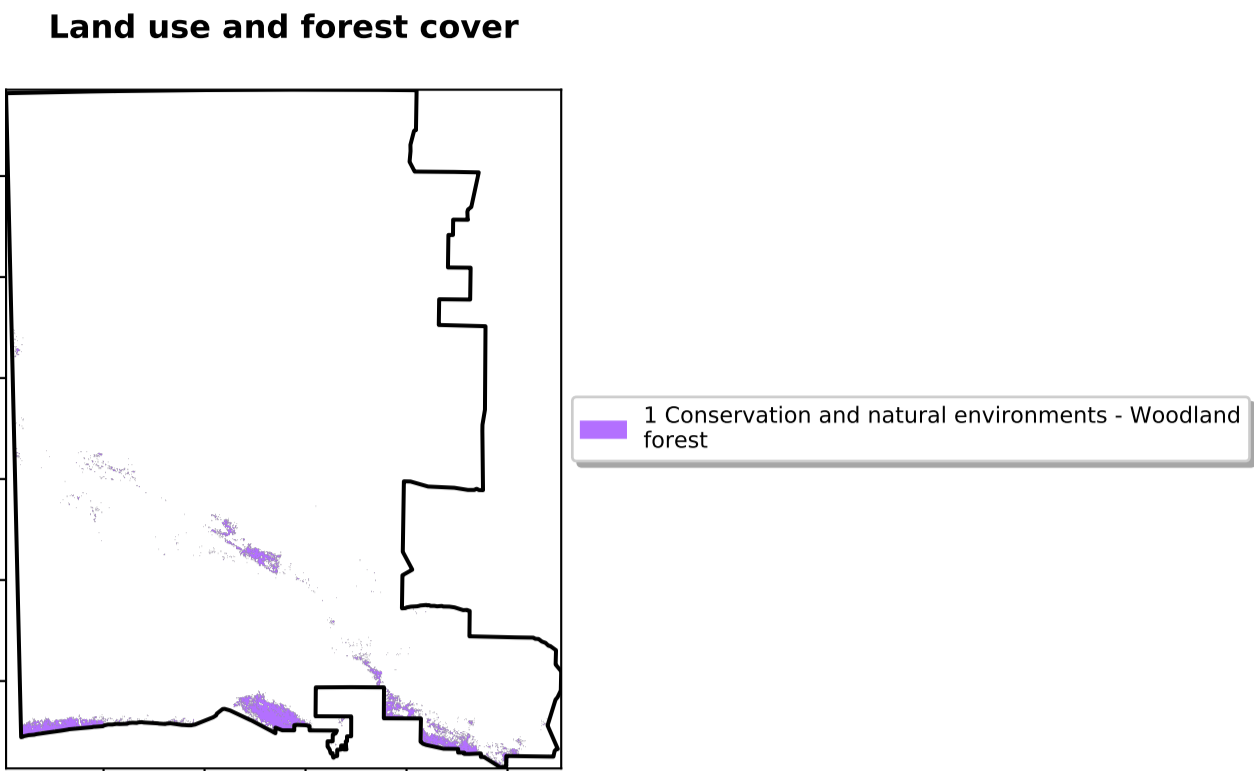 Land use and forest cover
1 Conservation and natural environments - Woodland
forest